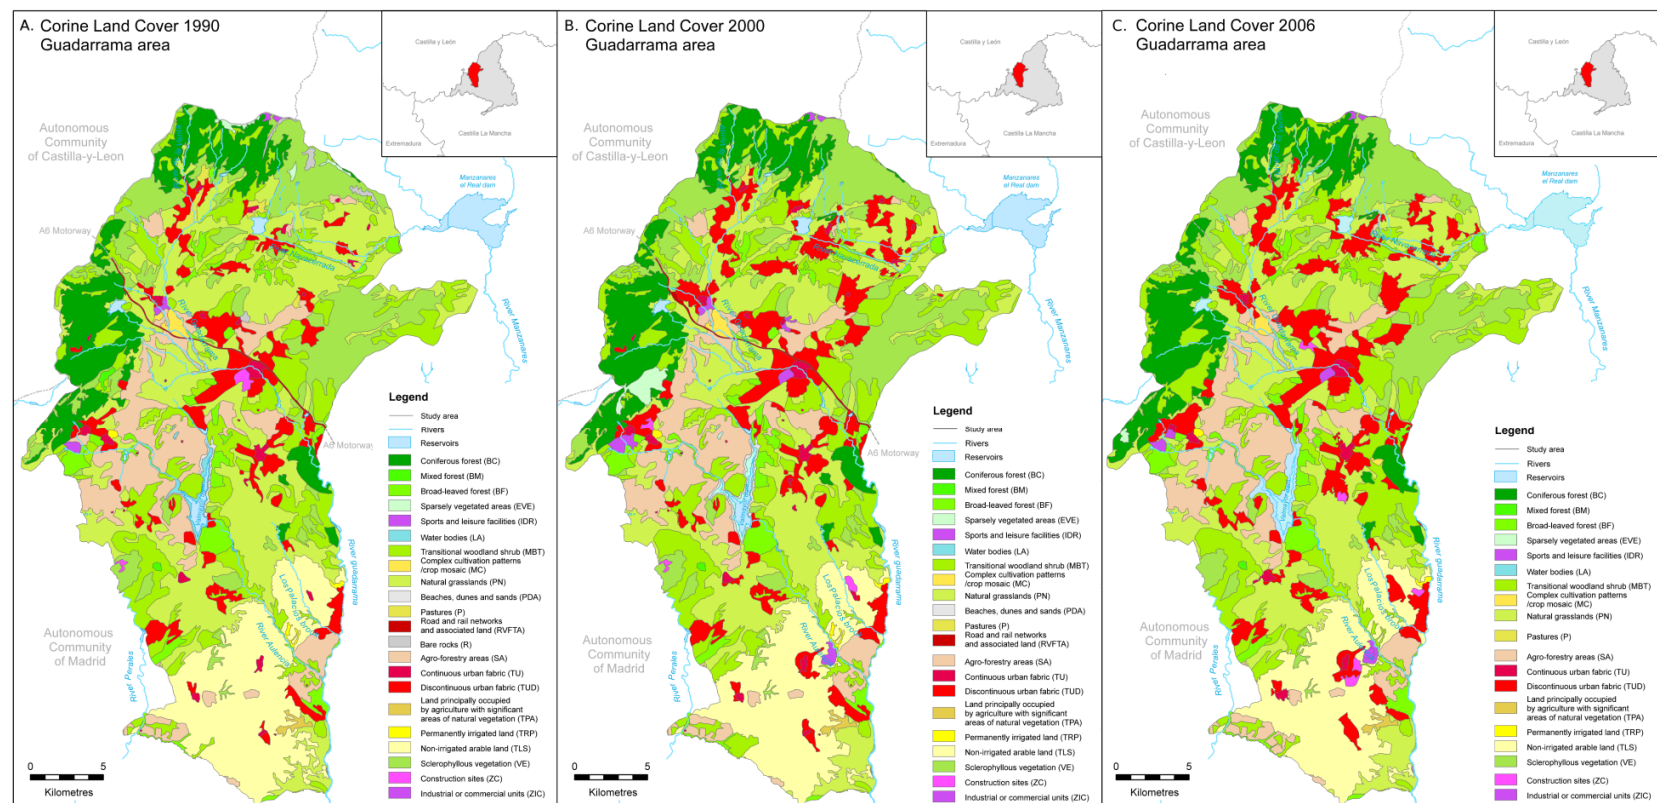 A. Corine Land Cover 1990
Guadarrama area
Castilla y León
Castilla La Mancha
Extremadura
Autonomous
Community
of Castilla-y-Leon
Manzanares
el Real dam
A6 Motorway
River Navacerrada
River Manzanares
A6 Motorway
River guadarrama
Los Palacios brook
River Aulencia
Autonomous
Community
of Madrid
River Perales
Legend
Study area
Rivers
Reservoirs
Coniferous forest (BC)
Mixed forest (BM)
Broad-leaved forest (BF)
Sparsely vegetated areas (EVE)
Sports and leisure facilities (IDR)
Water bodies (LA)
Transitional woodland shrub (MBT)
Complex cultivation patterns
/crop mosaic (MC)
Natural grasslands (PN)
Beaches, dunes and sands (PDA)
Pastures (P)
Road and rail networks
and associated land (RVFTA)
Bare rocks (R)
Agro-forestry areas (SA)
Continuous urban fabric (TU)
Discontinuous urban fabric (TUD)
Land principally occupied
by agriculture with significant
areas of natural vegetation (TPA)
Permanently irrigated land (TRP)
Non-irrigated arable land (TLS)
Sclerophyllous vegetation (VE)
Construction sites (ZC)
Industrial or commercial units (ZIC)
0 5
Kilometres
B. Corine Land Cover 2000
Guadarrama area
Castilla y León
Castilla La Mancha
Extremadura
Autonomous
Community
of Castilla-y-Leon
Manzanares
el Real dam
A6 Motorway
River Navacerrada
River Manzanares
A6 Motorway
River guadarrama
Los Palacios brook
Autonomous
Community
of Madrid
River Perales
Legend
Study area
Rivers
Reservoirs
Coniferous forest (BC)
Mixed forest (BM)
Broad-leaved forest (BF)
Sparsely vegetated areas (EVE)
Sports and leisure facilities (IDR)
Water bodies (LA)
Transitional woodland shrub (MBT)
Complex cultivation patterns
/crop mosaic (MC)
Natural grasslands (PN)
Beaches, dunes and sands (PDA)
Pastures (P)
Road and rail networks
and associated land (RVFTA)
Agro-forestry areas (SA)
Continuous urban fabric (TU)
Discontinuous urban fabric (TUD)
Land principally occupied
by agriculture with significant
areas of natural vegetation (TPA)
Permanently irrigated land (TRP)
Non-irrigated arable land (TLS)
Sclerophyllous vegetation (VE)
Construction sites (ZC)
Industrial or commercial units (ZIC)
0 5
Kilometres
C. Corine Land Cover 2006
Guadarrama area
Castilla y León
Castilla La Mancha
Extremadura
Autonomous
Community
of Castilla-y-Leon
Manzanares
el Real dam
River Manzanares
River guadarrama
Autonomous
Community
of Madrid
River Perales
Legend
Study area
Rivers
Reservoirs
Coniferous forest (BC)
Mixed forest (BM)
Broad-leaved forest (BF)
Sparsely vegetated areas (EVE)
Sports and leisure facilities (IDR)
Water bodies (LA)
Transitional woodland shrub (MBT)
Complex cultivation patterns
/crop mosaic (MC)
Natural grasslands (PN)
Pastures (P)
Agro-forestry areas (SA)
Continuous urban fabric (TU)
Discontinuous urban fabric (TUD)
Land principally occupied
by agriculture with significant
areas of natural vegetation (TPA)
Permanently irrigated land (TRP)
Non-irrigated arable land (TLS)
Sclerophyllous vegetation (VE)
Construction sites (ZC)
Industrial or commercial units (ZIC)
0 5
Kilometres